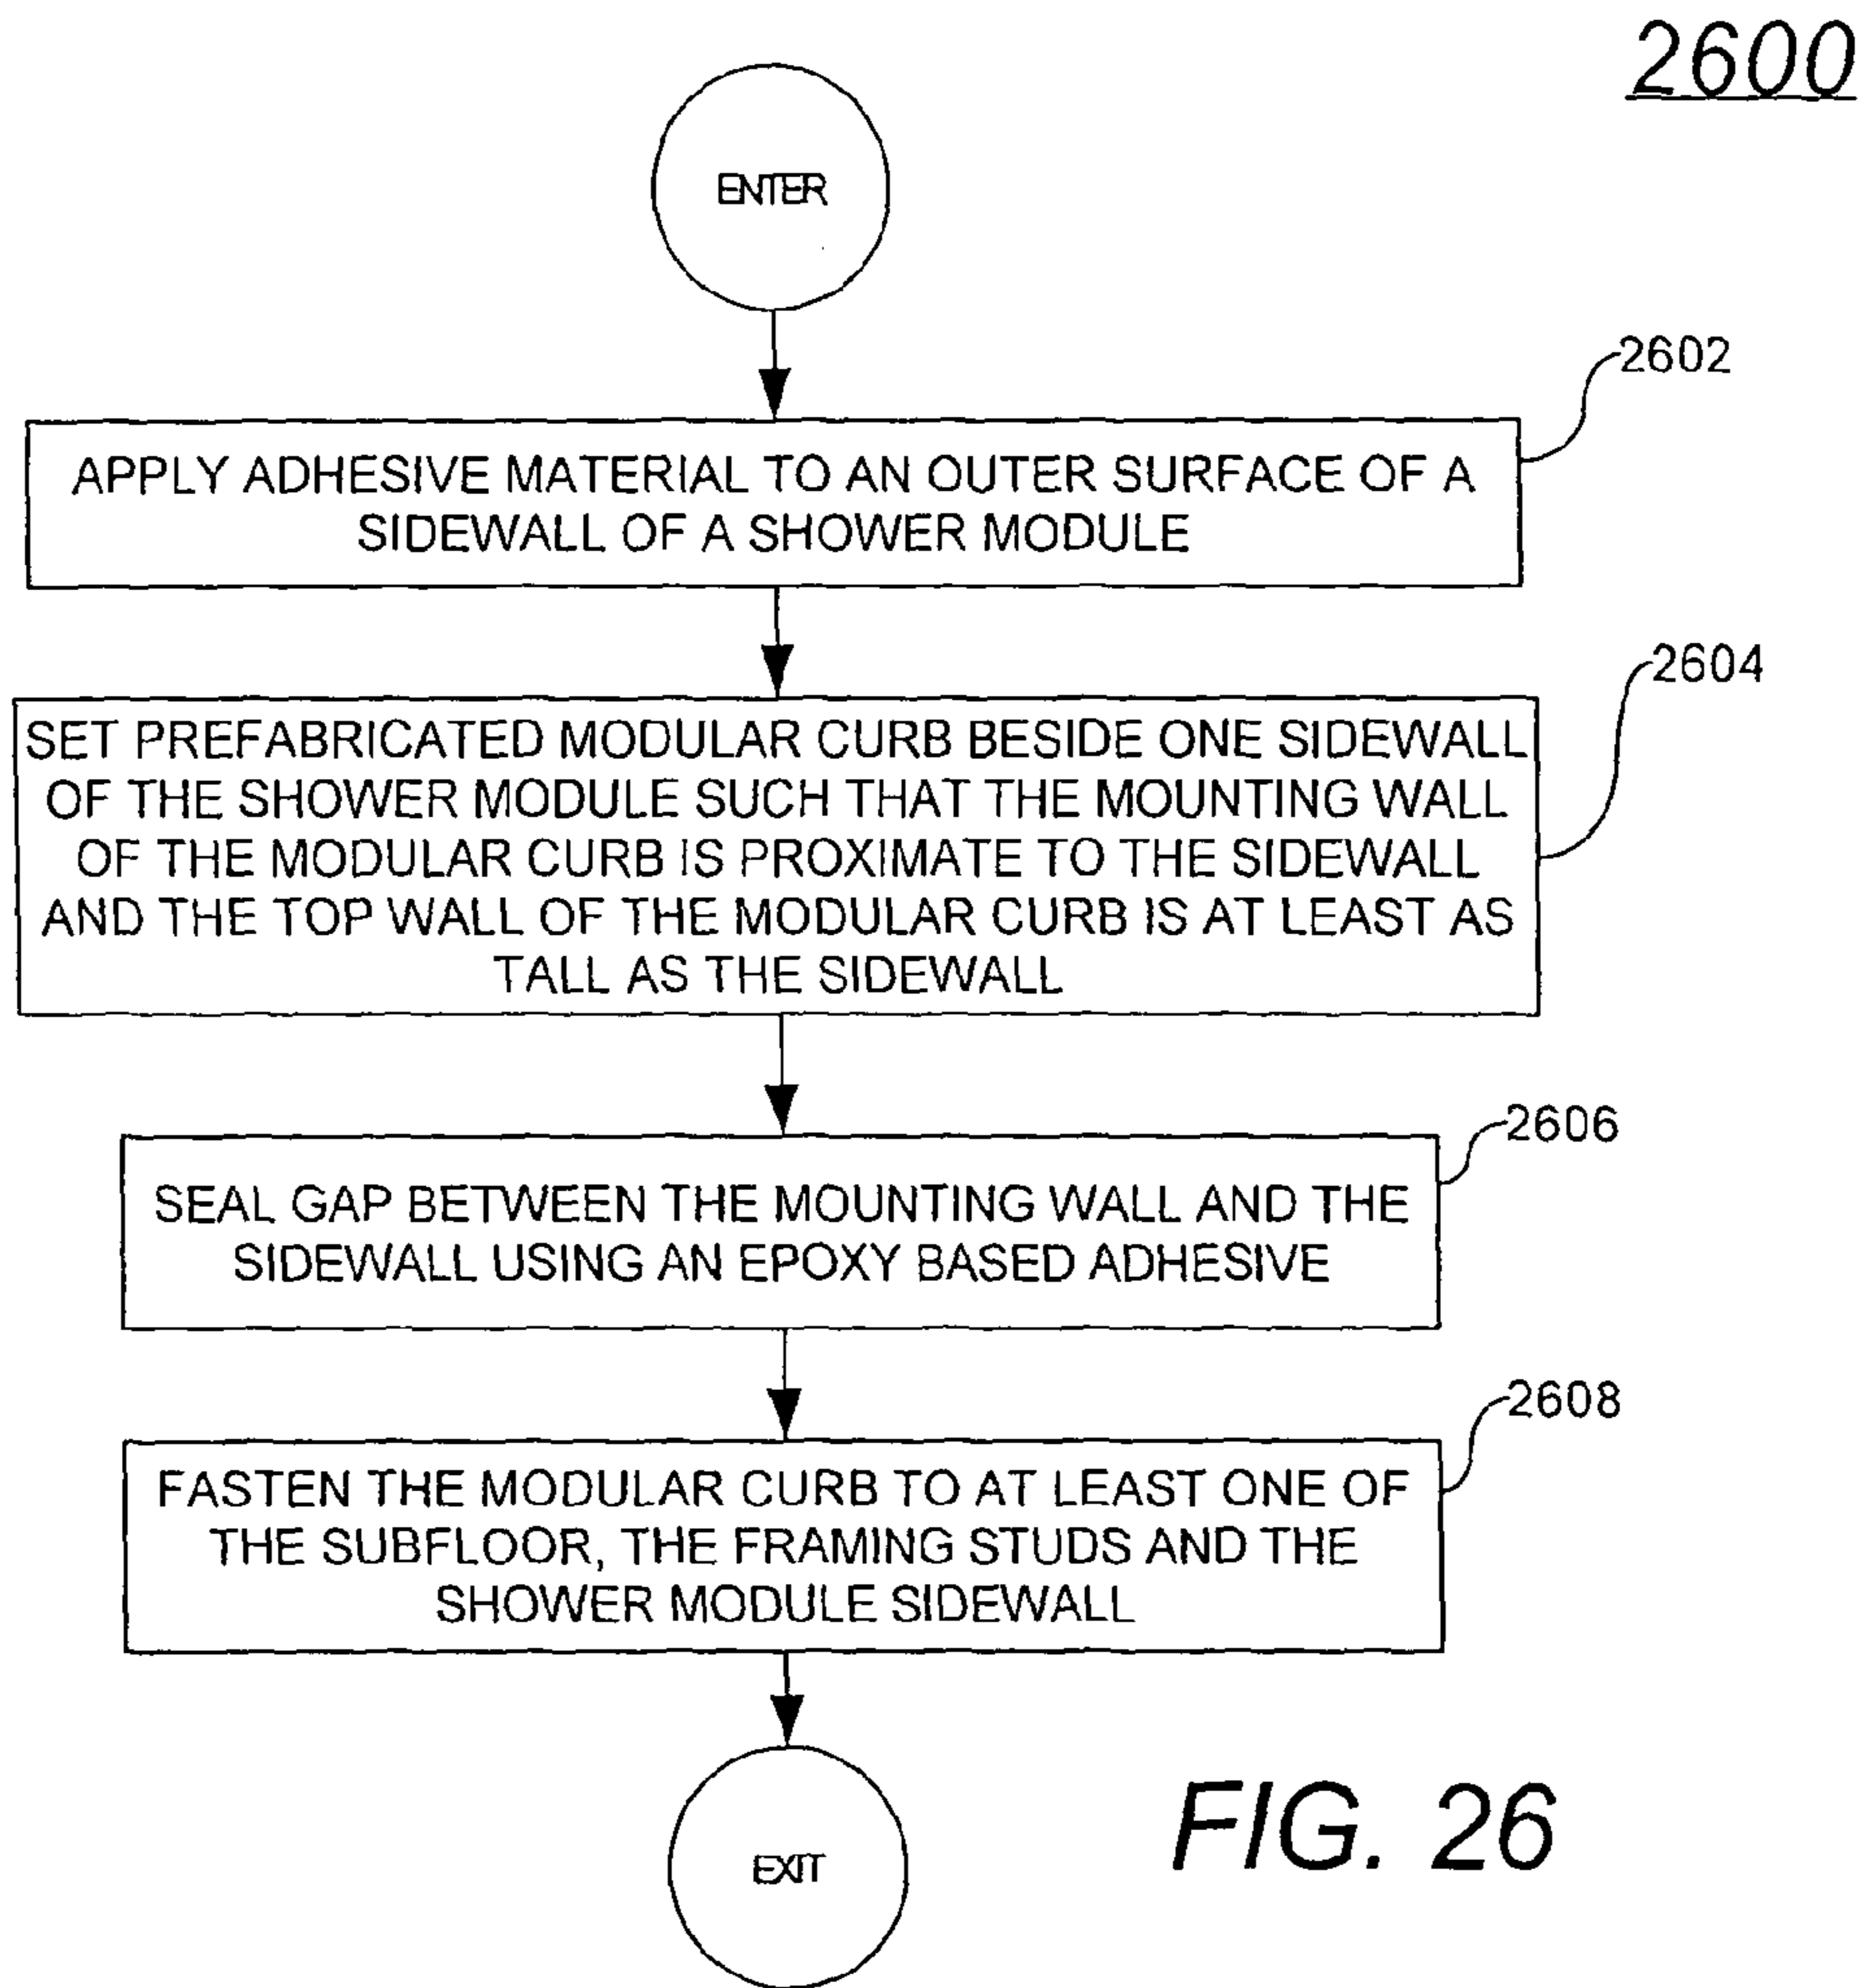 2600
ENTER
2602
APPLY ADHESIVE MATERIAL TO AN OUTER SURFACE OF A
SIDEWALL OF A SHOWER MODULE
2604
SET PREFABRICATED MODULAR CURB BESIDE ONE SIDEWALL
OF THE SHOWER MODULE SUCH THAT THE MOUNTING WALL
OF THE MODULAR CURB IS PROXIMATE TO THE SIDEWALL
AND THE TOP WALL OF THE MODULAR CURB IS AT LEAST AS
TALL AS THE SIDEWALL
2606
SEAL GAP BETWEEN THE MOUNTING WALL AND THE
SIDEWALL USING AN EPOXY BASED ADHESIVE
2608
FASTEN THE MODULAR CURB TO AT LEAST ONE OF
THE SUBFLOOR, THE FRAMING STUDS AND THE
SHOWER MODULE SIDEWALL
EXIT
FIG. 26